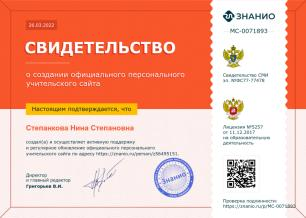 26.03.2022
ЗНАНИО
МС-0071893
СВИДЕТЕЛЬСТВО
о создании официального персонального
учительского сайта
Свидетельство СМИ
эл. №ФС77-77478
Настоящим подтверждается, что
Степанкова Нина Степановна
создал(а) и осуществляет активную поддержку
и регулярное обновление официального персонального
учительского сайта по адресу https://znanio.ru/person/z56495151.
Лицензия №5257
от 11.12.2017
на образовательную
деятельность
Директор
и главный редактор
Григорьев В.И.
Знанио
Проверка подлинности
https://znanio.ru/p/MC-0071893